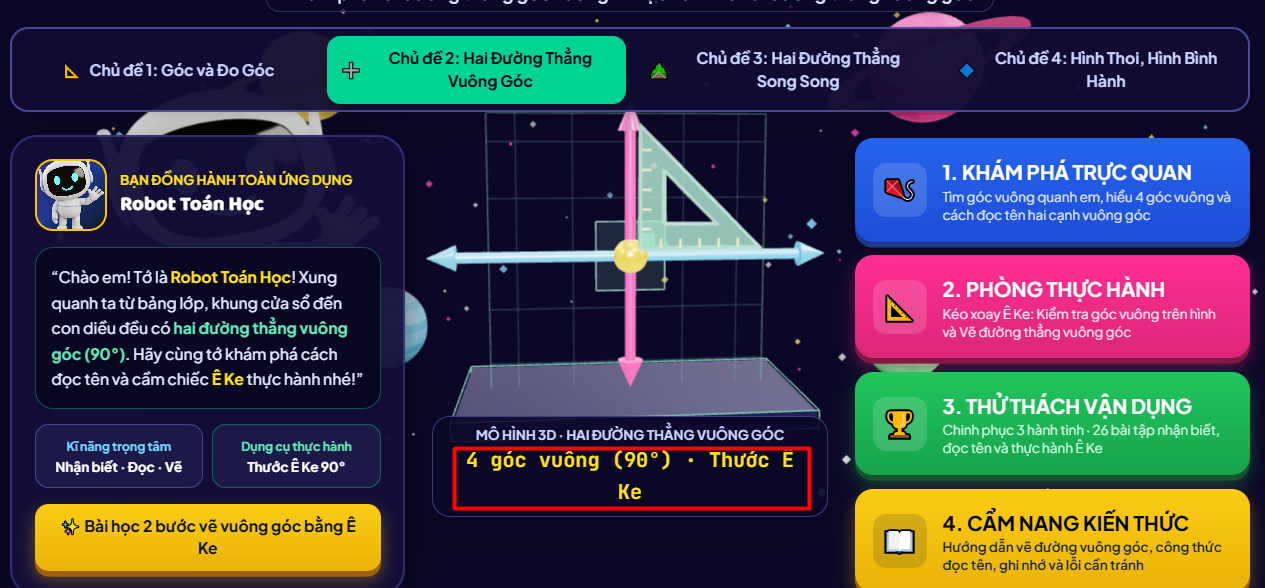 Chủ đề 1: Góc và Đo Góc
Chủ đề 2: Hai Đường Thẳng
Vuông Góc
Chủ đề 3: Hai Đường Thẳng
Song Song
Chủ đề 4: Hình Thoi, Hình Bình
Hành
BẠN ĐỒNG HÀNH TOÀN ỨNG DỤNG
Robot Toán Học
“Chào em! Tớ là Robot Toán Học! Xung
quanh ta từ bảng lớp, khung cửa sổ đến
con diều đều có hai đường thẳng vuông
góc (90°). Hãy cùng tớ khám phá cách
đọc tên và cầm chiếc Ê Ke thực hành nhé!”
Kĩ năng trọng tâm
Nhận biết · Đọc · Vẽ
Dụng cụ thực hành
Thước Ê Ke 90°
Bài học 2 bước vẽ vuông góc bằng Ê
Ke
MÔ HÌNH 3D · HAI ĐƯỜNG THẲNG VUÔNG GÓC
4 góc vuông (90°) · Thước Ê
Ke
1. KHÁM PHÁ TRỰC QUAN
Tìm góc vuông quanh em, hiểu 4 góc vuông và
cách đọc tên hai cạnh vuông góc
2. PHÒNG THỰC HÀNH
Kéo xoay Ê Ke: Kiểm tra góc vuông trên hình
và Vẽ đường thẳng vuông góc
3. THỬ THÁCH VẬN DỤNG
Chinh phục 3 hành tinh · 26 bài tập nhận biết,
đọc tên và thực hành Ê Ke
4. CẨM NANG KIẾN THỨC
Hướng dẫn vẽ đường vuông góc, công thức
đọc tên, ghi nhớ và lỗi cần tránh